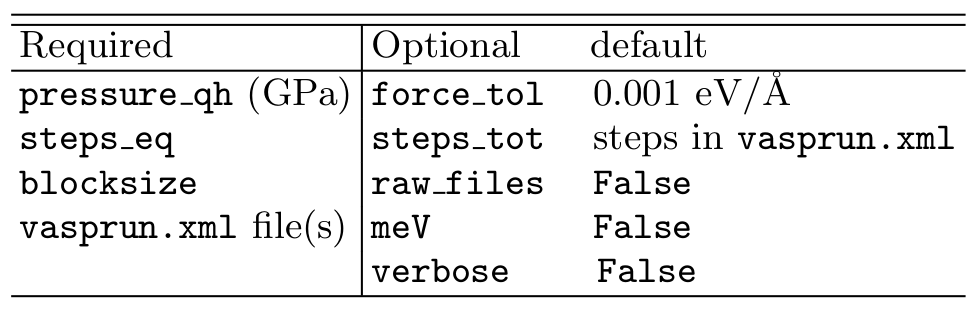 Required Optional default
pressure_qh (GPa) force_tol 0.001 eV/Å
steps_eq steps_tot steps in vasprun.xml
blocksize raw_files False
vasprun.xml file(s) meV False
verbose False